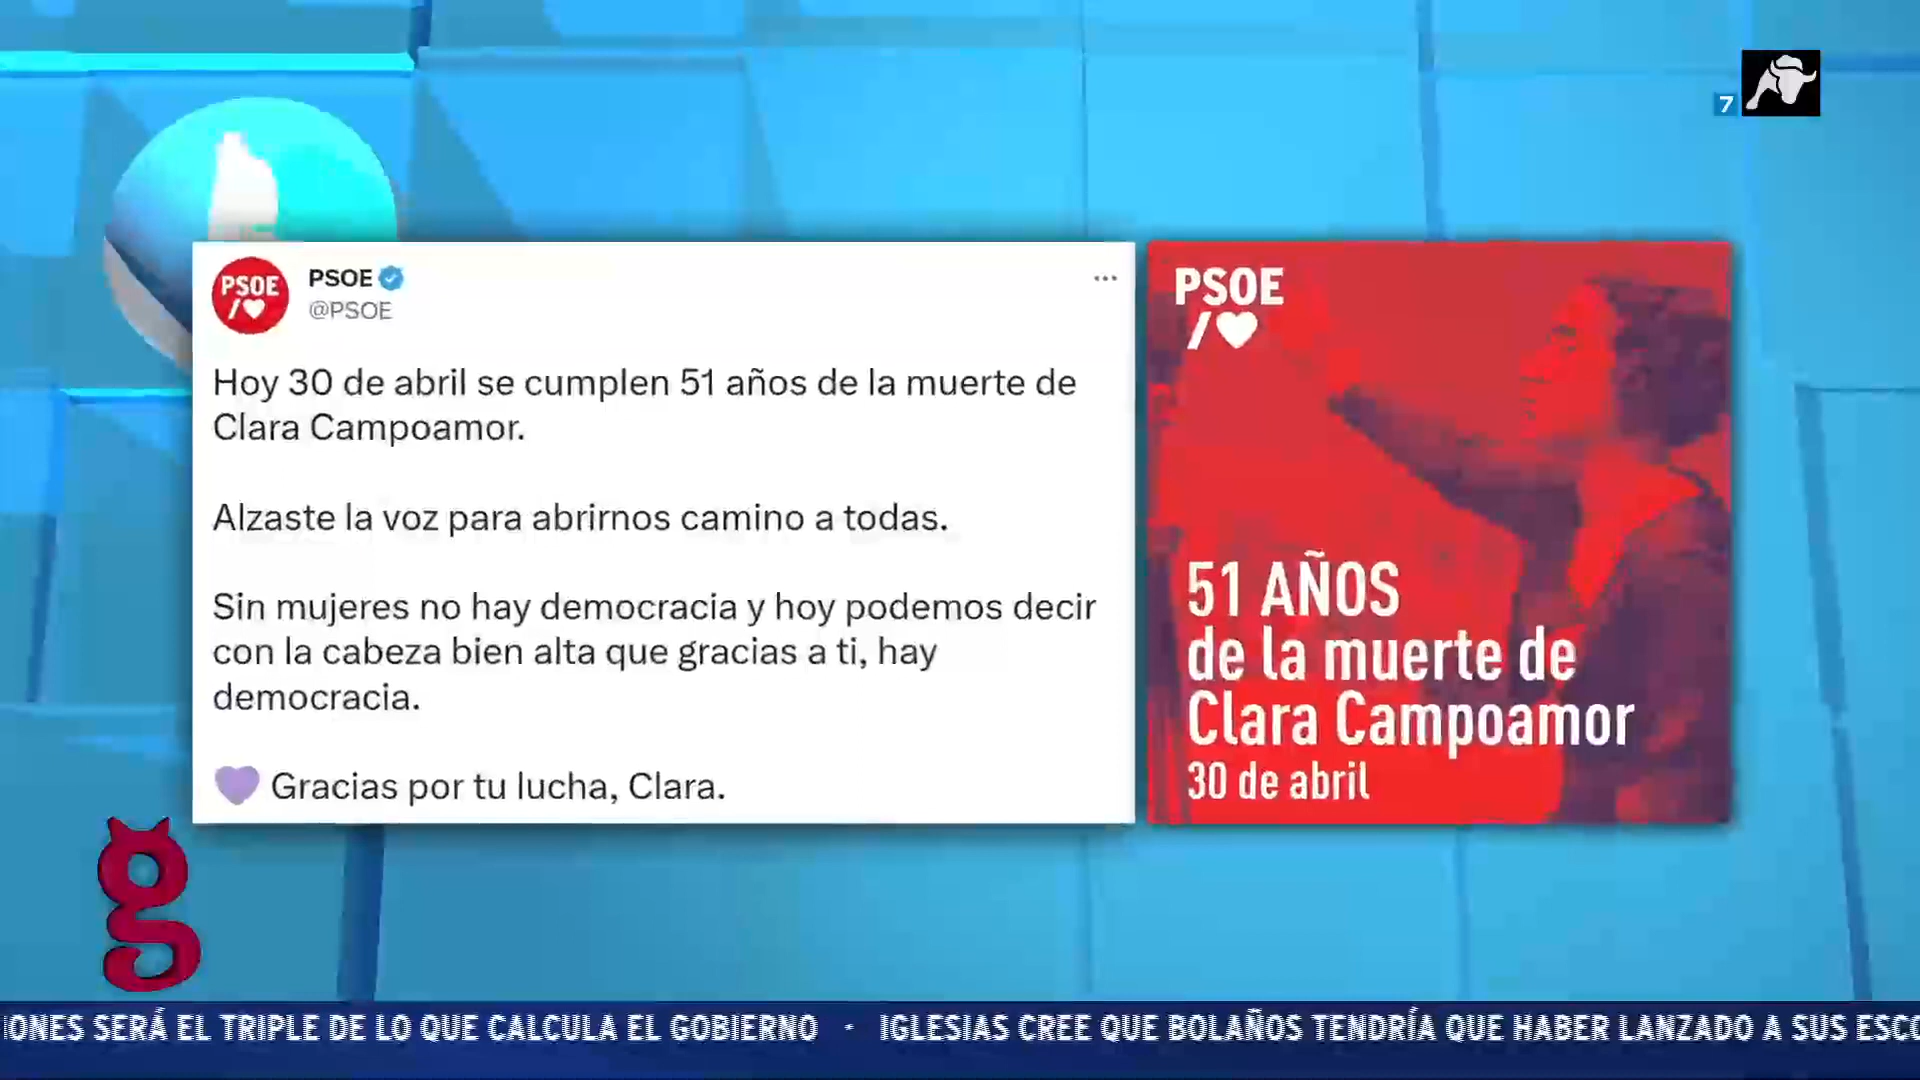 7
PSOE
PSOE
@PSOE
Hoy 30 de abril se cumplen 51 años de la muerte de
Clara Campoamor.
Alzaste la voz para abrirnos camino a todas.
Sin mujeres no hay democracia y hoy podemos decir
con la cabeza bien alta que gracias a ti, hay
democracia.
Gracias por tu lucha, Clara.
PSOE
51 AÑOS
de la muerte de
Clara Campoamor
30 de abril
g
IONES SERÁ EL TRIPLE DE LO QUE CALCULA EL GOBIERNO · IGLESIAS CREE QUE BOLAÑOS TENDRÍA QUE HABER LANZADO A SUS ESCO